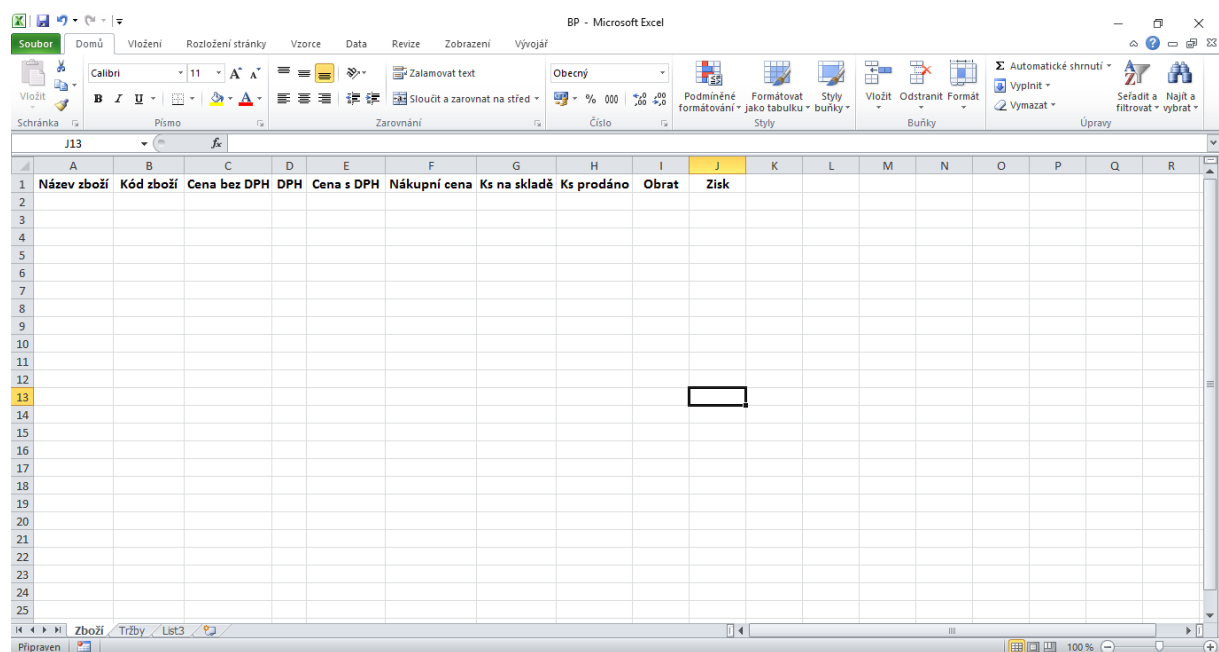 BP - Microsoft Excel
Soubor Domů Vložení Rozložení stránky Vzorce Data Revize Zobrazení Vývojář
Vložit
Schránka
Calibri 11 A A
B I U A
Písmo
Zalamovat text
Sloučit a zarovnat na střed
Zarovnání
Obecný
% 000 ,0 ,00 ,00 ,0
Číslo
Podmíněné formátování
Formátovat jako tabulku
Styly buňky
Styly
Vložit Odstranit Formát
Buňky
Σ Automatické shrnutí
Vyplnit
Vymazat
Seřadit a filtrovat
Najít a vybrat
Úpravy
J13 fx
A B C D E F G H I J K L M N O P Q R
1 Název zboží Kód zboží Cena bez DPH DPH Cena s DPH Nákupní cena Ks na skladě Ks prodáno Obrat Zisk
2
3
4
5
6
7
8
9
10
11
12
13
14
15
16
17
18
19
20
21
22
23
24
25
Zboží Tržby List3
Připraven 100 %